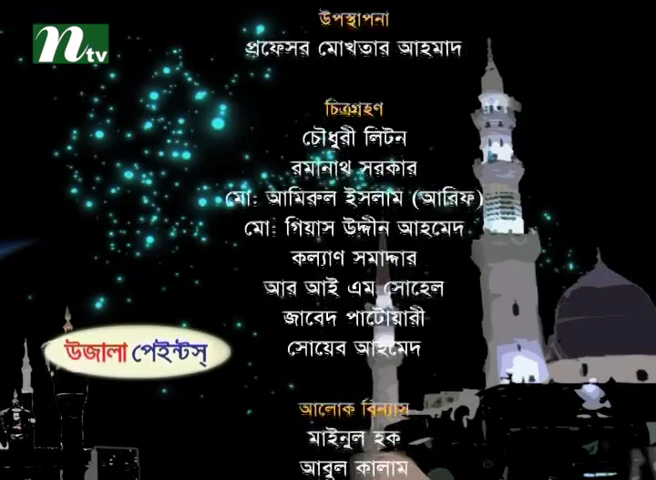 ntv
উপস্থাপনা
প্রফেসর মোখতার আহমাদ
চিত্রগ্রহণ
চৌধুরী লিটন
রমানাথ সরকার
মো: আমিরুল ইসলাম (আরিফ)
মো: গিয়াস উদ্দীন আহমেদ
কল্যাণ সমাদ্দার
আর আই এম সোহেল
জাবেদ পাটোয়ারী
সোয়েব আহমেদ
উজালা পেইন্টস্
আলোক বিন্যাস
মাইনুল হক
আবুল কালাম